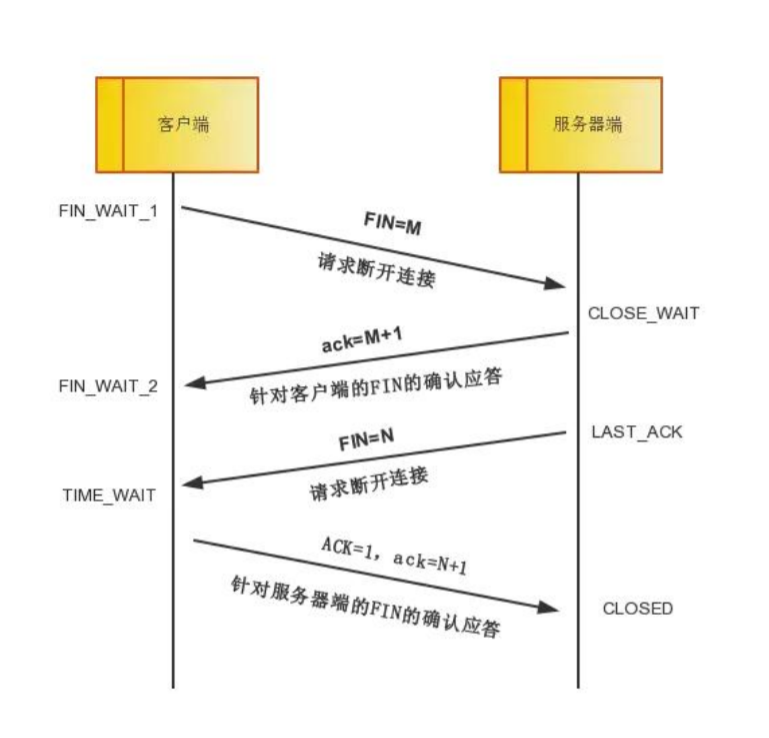 客户端
服务器端
FIN_WAIT_1
FIN=M
请求断开连接
CLOSE_WAIT
ack=M+1
FIN_WAIT_2
针对客户端的FIN的确认应答
LAST_ACK
FIN=N
请求断开连接
TIME_WAIT
ACK=1, ack=N+1
针对服务器端的FIN的确认应答
CLOSED